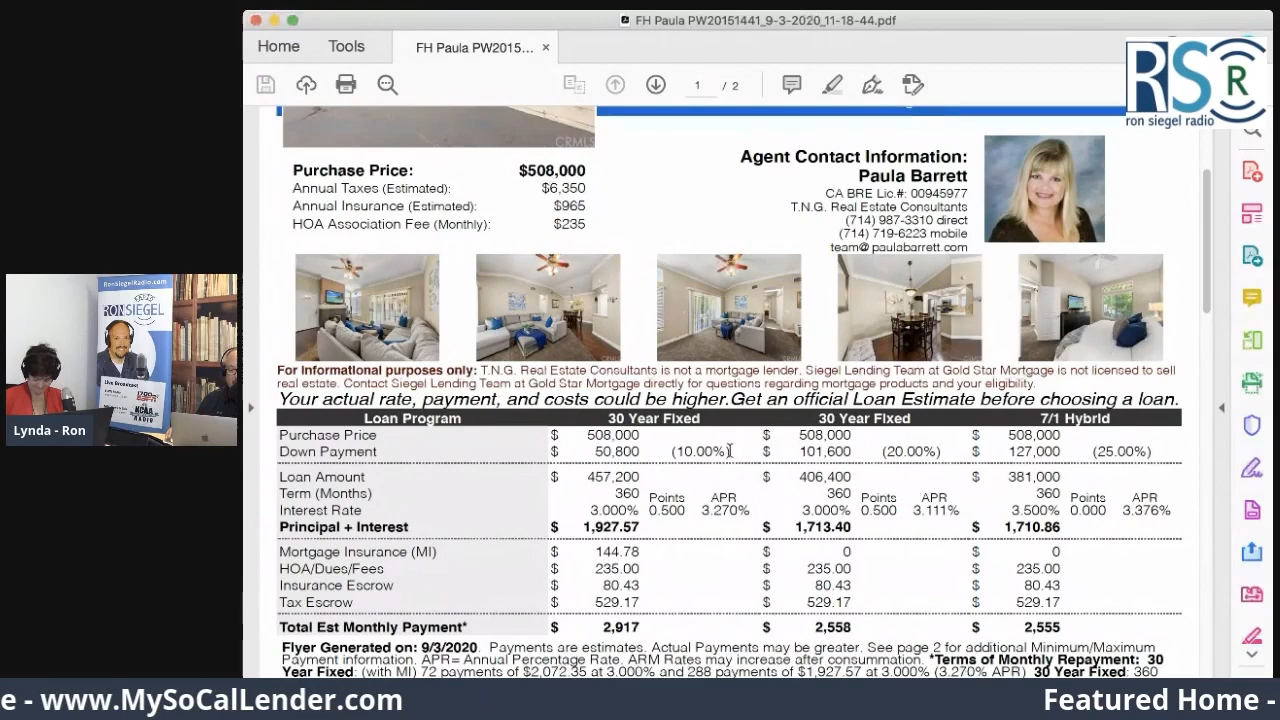 FH Paula PW20151441_9-3-2020_11-18-44.pdf
Home
Tools
FH Paula PW2015...
×
1 / 2
RS R
ron siegel radio
CRMLS
Purchase Price: $508,000
Annual Taxes (Estimated): $6,350
Annual Insurance (Estimated): $965
HOA Association Fee (Monthly): $235
Agent Contact Information:
Paula Barrett
CA BRE Lic.#: 00945977
T.N.G. Real Estate Consultants
(714) 987-3310 direct
(714) 719-6223 mobile
team@paulabarrett.com
For Informational purposes only: T.N.G. Real Estate Consultants is not a mortgage lender. Siegel Lending Team at Gold Star Mortgage is not licensed to sell
real estate. Contact Siegel Lending Team at Gold Star Mortgage directly for questions regarding mortgage products and your eligibility.
Your actual rate, payment, and costs could be higher.Get an official Loan Estimate before choosing a loan.
Loan Program 30 Year Fixed 30 Year Fixed 7/1 Hybrid
Purchase Price $ 508,000 $ 508,000 $ 508,000
Down Payment $ 50,800 (10.00%) $ 101,600 (20.00%) $ 127,000 (25.00%)
Loan Amount $ 457,200 $ 406,400 $ 381,000
Term (Months) 360 Points APR 360 Points APR 360 Points APR
Interest Rate 3.000% 0.500 3.270% 3.000% 0.500 3.111% 3.500% 0.000 3.376%
Principal + Interest $ 1,927.57 $ 1,713.40 $ 1,710.86
Mortgage Insurance (MI) $ 144.78 $ 0 $ 0
HOA/Dues/Fees $ 235.00 $ 235.00 $ 235.00
Insurance Escrow $ 80.43 $ 80.43 $ 80.43
Tax Escrow $ 529.17 $ 529.17 $ 529.17
Total Est Monthly Payment* $ 2,917 $ 2,558 $ 2,555
Flyer Generated on: 9/3/2020. Payments are estimates. Actual Payments may be greater. See page 2 for additional Minimum/Maximum
Payment information. APR= Annual Percentage Rate. ARM Rates may increase after consummation. *Terms of Monthly Repayment: 30
Year Fixed: (with MI) 72 payments of $2,072.35 at 3.000% and 288 payments of $1,927.57 at 3.000% (3.270% APR) 30 Year Fixed: 360
RonSiegelRadio.com
RONSIEGEL
Live Broadcast
KCAA
RADIO
Lynda - Ron
e - www.MySoCalLender.com
Featured Home -